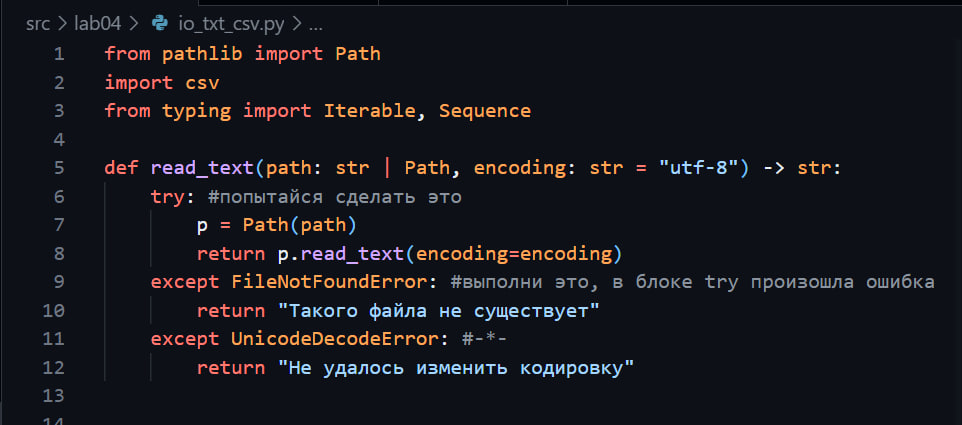 src > lab04 > io_txt_csv.py > ...
1 from pathlib import Path
2 import csv
3 from typing import Iterable, Sequence
4
5 def read_text(path: str | Path, encoding: str = "utf-8") -> str:
6     try: #попытайся сделать это
7         p = Path(path)
8         return p.read_text(encoding=encoding)
9     except FileNotFoundError: #выполни это, в блоке try произошла ошибка
10         return "Такого файла не существует"
11     except UnicodeDecodeError: #-*-
12         return "Не удалось изменить кодировку"
13
14